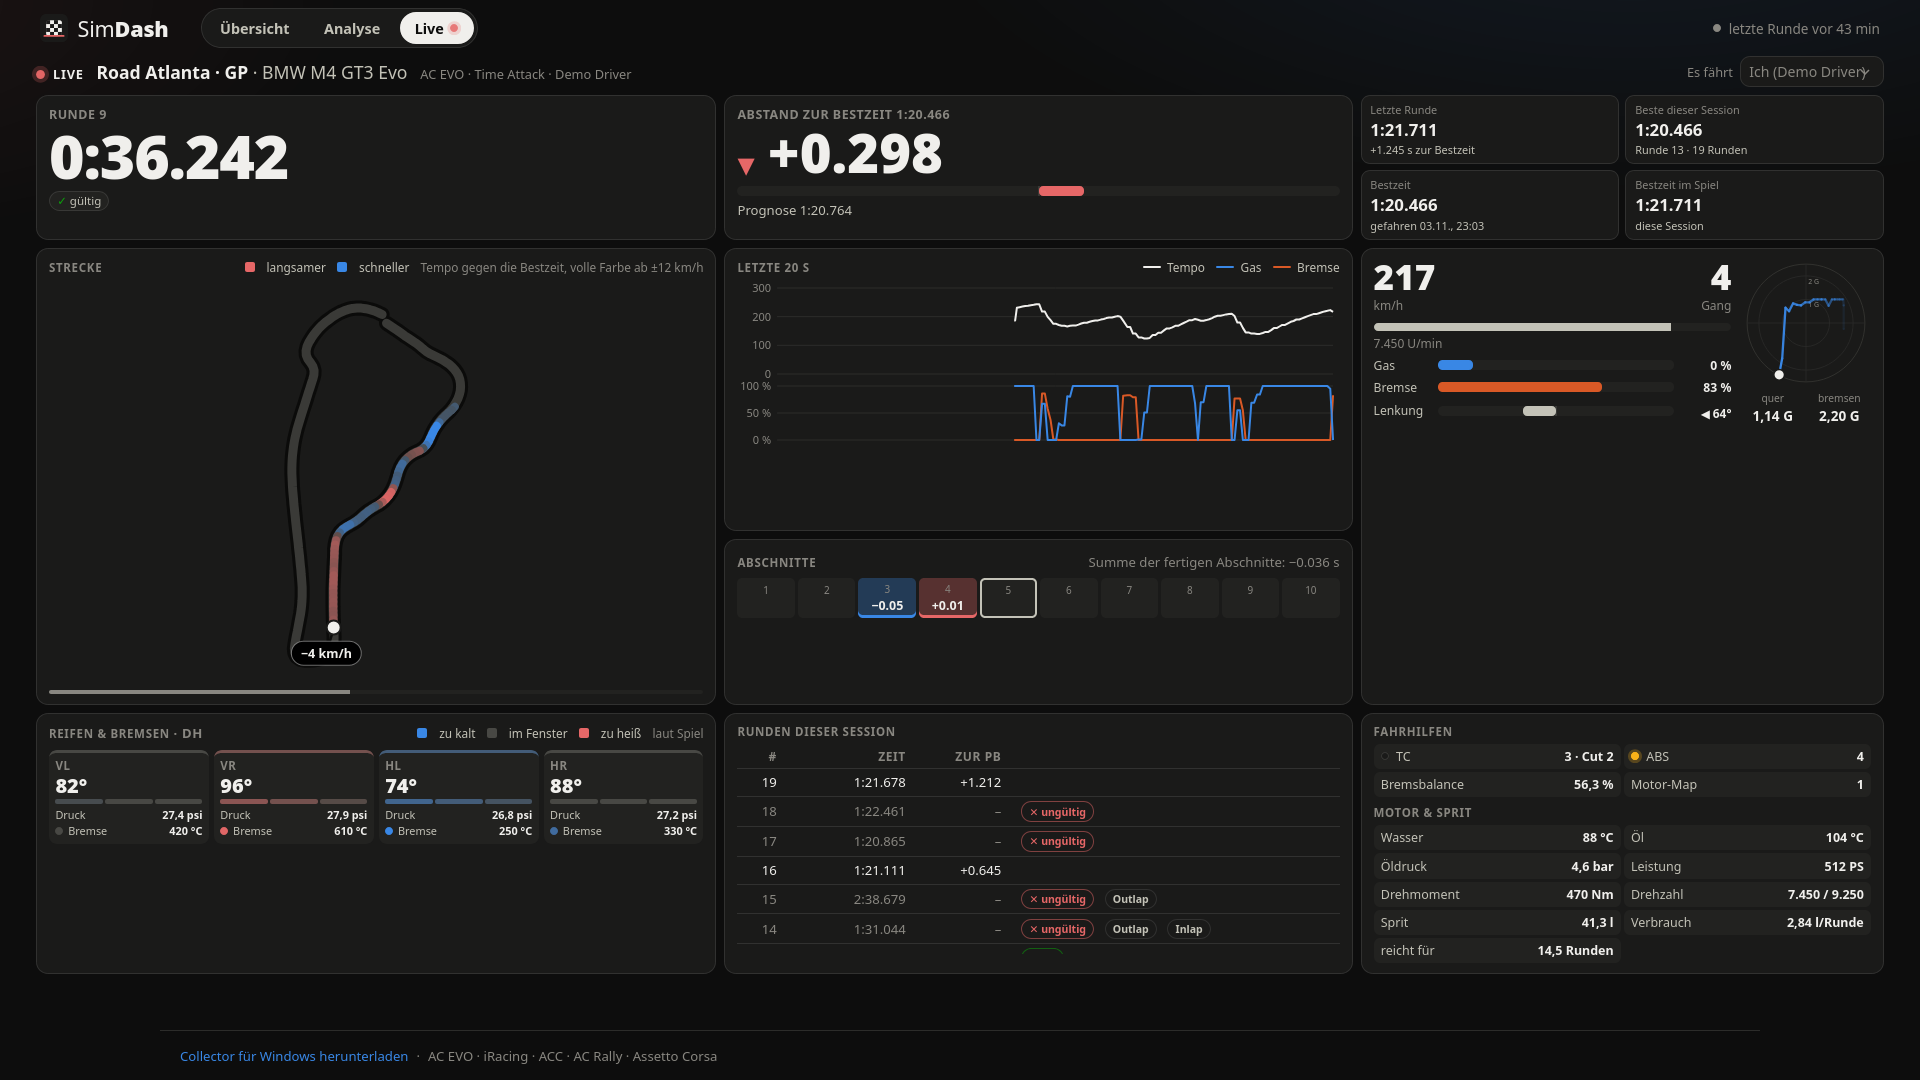 SimDash
Übersicht Analyse Live
letzte Runde vor 43 min
LIVE Road Atlanta · GP · BMW M4 GT3 Evo AC EVO · Time Attack · Demo Driver
Es fährt Ich (Demo Driver)
RUNDE 9
0:36.242
✓ gültig
ABSTAND ZUR BESTZEIT 1:20.466
▼ +0.298
Prognose 1:20.764
Letzte Runde
1:21.711
+1.245 s zur Bestzeit
Beste dieser Session
1:20.466
Runde 13 · 19 Runden
Bestzeit
1:20.466
gefahren 03.11., 23:03
Bestzeit im Spiel
1:21.711
diese Session
STRECKE
langsamer schneller Tempo gegen die Bestzeit, volle Farbe ab ±12 km/h
−4 km/h
LETZTE 20 S
Tempo Gas Bremse
300
200
100
0
100 %
50 %
0 %
217
km/h
4
Gang
7.450 U/min
Gas 0 %
Bremse 83 %
Lenkung ◀ 64°
2 G
1 G
quer bremsen
1,14 G 2,20 G
ABSCHNITTE
Summe der fertigen Abschnitte: −0.036 s
1 2 3 4 5 6 7 8 9 10
−0.05 +0.01
REIFEN & BREMSEN · DH
zu kalt im Fenster zu heiß laut Spiel
VL
82°
Druck 27,4 psi
Bremse 420 °C
VR
96°
Druck 27,9 psi
Bremse 610 °C
HL
74°
Druck 26,8 psi
Bremse 250 °C
HR
88°
Druck 27,2 psi
Bremse 330 °C
RUNDEN DIESER SESSION
# ZEIT ZUR PB
19 1:21.678 +1.212
18 1:22.461 – ✕ ungültig
17 1:20.865 – ✕ ungültig
16 1:21.111 +0.645
15 2:38.679 – ✕ ungültig Outlap
14 1:31.044 – ✕ ungültig Outlap Inlap
FAHRHILFEN
TC 3 · Cut 2
ABS 4
Bremsbalance 56,3 %
Motor-Map 1
MOTOR & SPRIT
Wasser 88 °C
Öl 104 °C
Öldruck 4,6 bar
Leistung 512 PS
Drehmoment 470 Nm
Drehzahl 7.450 / 9.250
Sprit 41,3 l
Verbrauch 2,84 l/Runde
reicht für 14,5 Runden
Collector für Windows herunterladen · AC EVO · iRacing · ACC · AC Rally · Assetto Corsa